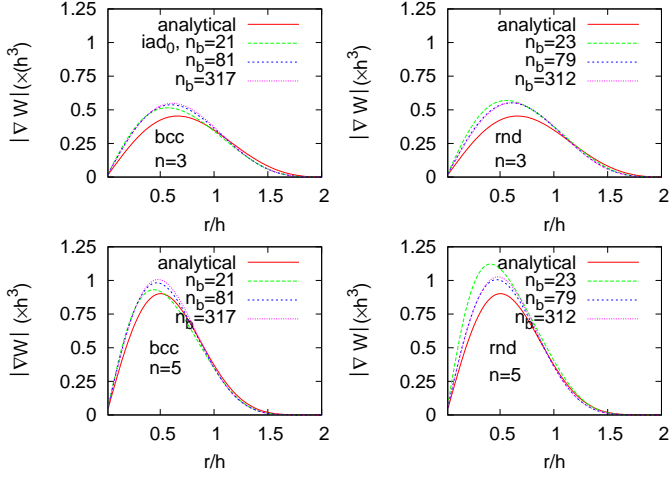 |∇ W| (×(h³)
1.25
1
0.75
0.5
0.25
0
analytical
iad₀, n_b=21
n_b=81
n_b=317
bcc
n=3
0.5
1
1.5
2
r/h
|∇ W| (×h³)
1.25
1
0.75
0.5
0.25
0
analytical
n_b=23
n_b=79
n_b=312
rnd
n=3
0.5
1
1.5
2
r/h
|∇W| (×h³)
1.25
1
0.75
0.5
0.25
0
analytical
n_b=21
n_b=81
n_b=317
bcc
n=5
0.5
1
1.5
2
r/h
|∇ W| (×h³)
1.25
1
0.75
0.5
0.25
0
analytical
n_b=23
n_b=79
n_b=312
rnd
n=5
0.5
1
1.5
2
r/h